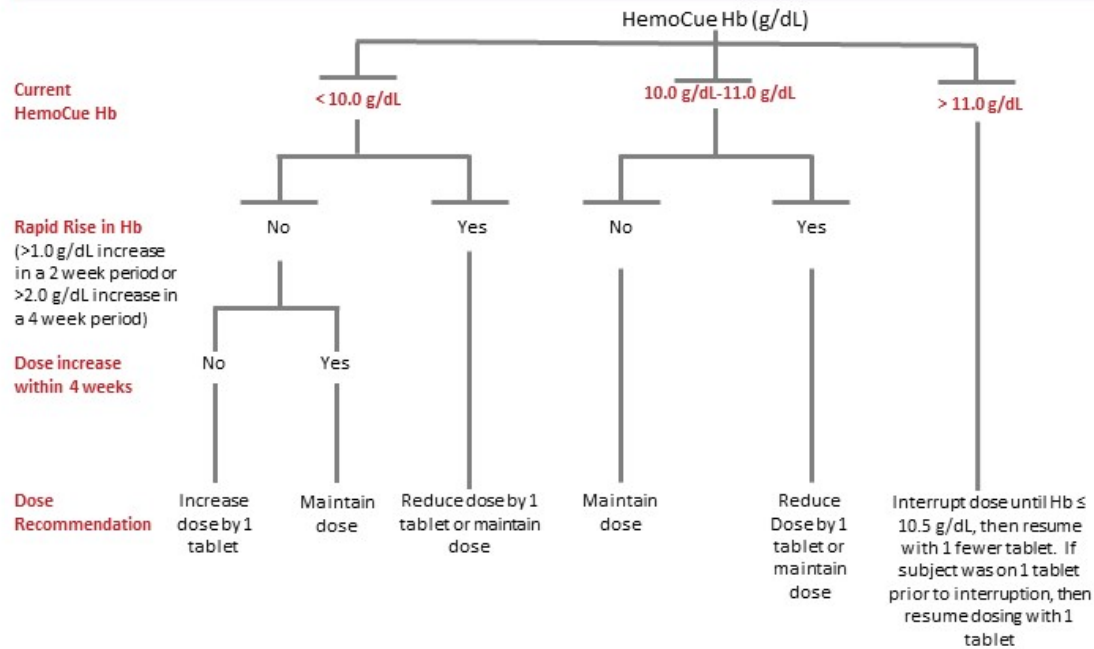 HemoCue Hb (g/dL)
Current
HemoCue Hb
< 10.0 g/dL
10.0 g/dL-11.0 g/dL
> 11.0 g/dL
Rapid Rise in Hb
(>1.0 g/dL increase
in a 2 week period or
>2.0 g/dL increase in
a 4 week period)
No
Yes
No
Yes
Dose increase
within 4 weeks
No
Yes
Dose
Recommendation
Increase
dose by 1
tablet
Maintain
dose
Reduce dose by 1
tablet or maintain
dose
Maintain
dose
Reduce
Dose by 1
tablet or
maintain
dose
Interrupt dose until Hb ≤
10.5 g/dL, then resume
with 1 fewer tablet. If
subject was on 1 tablet
prior to interruption, then
resume dosing with 1
tablet